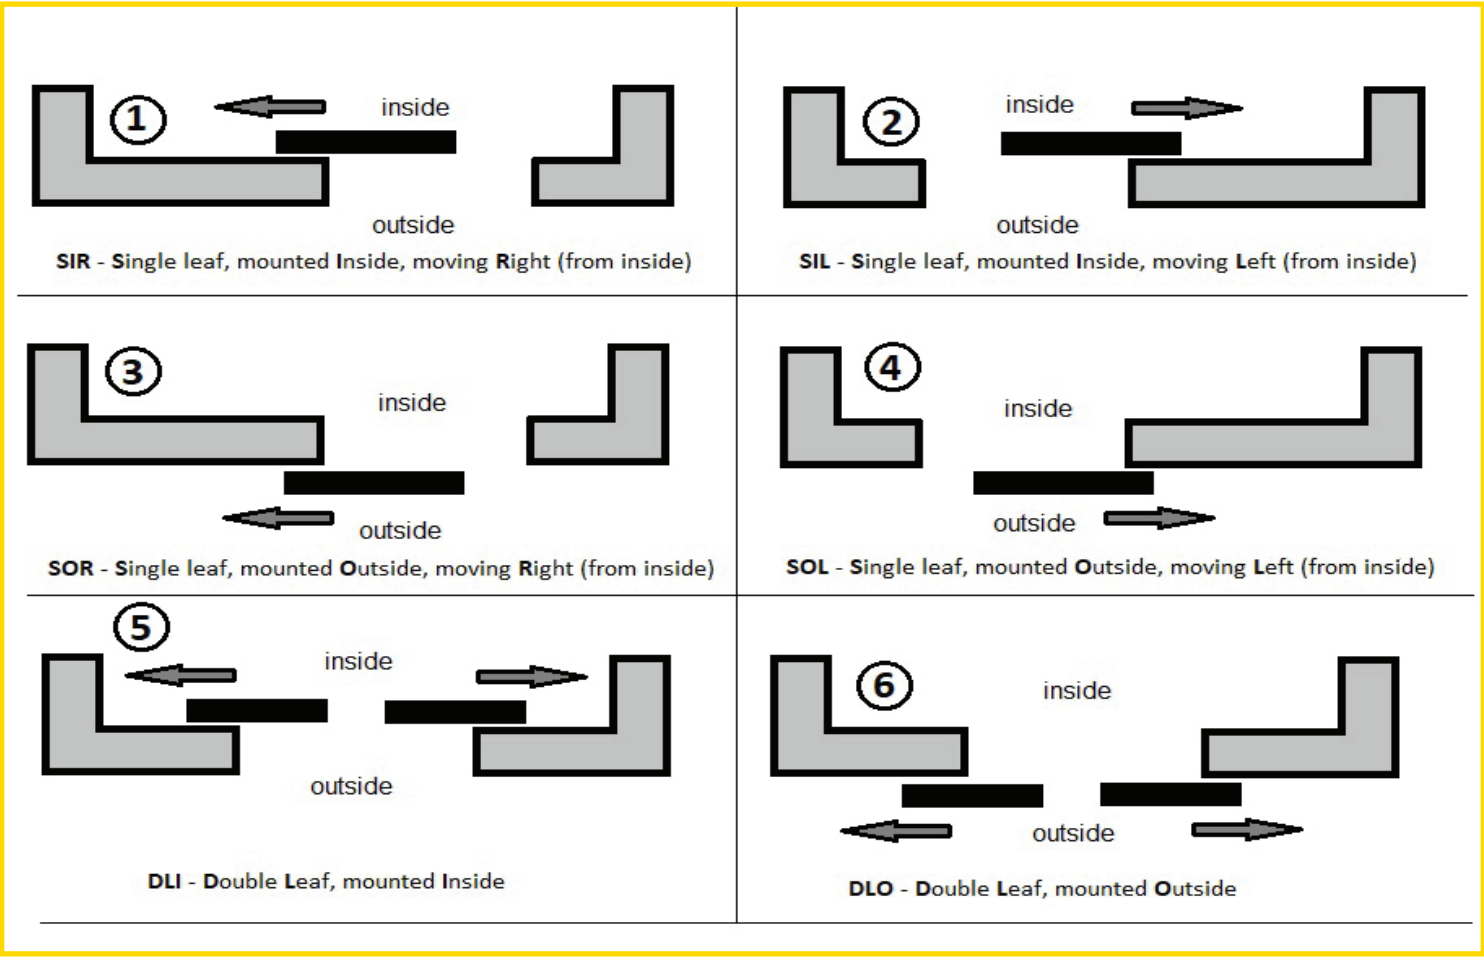 1
inside
outside
SIR - Single leaf, mounted Inside, moving Right (from inside)
2
inside
outside
SIL - Single leaf, mounted Inside, moving Left (from inside)
3
inside
outside
SOR - Single leaf, mounted Outside, moving Right (from inside)
4
inside
outside
SOL - Single leaf, mounted Outside, moving Left (from inside)
5
inside
outside
DLI - Double Leaf, mounted Inside
6
inside
outside
DLO - Double Leaf, mounted Outside